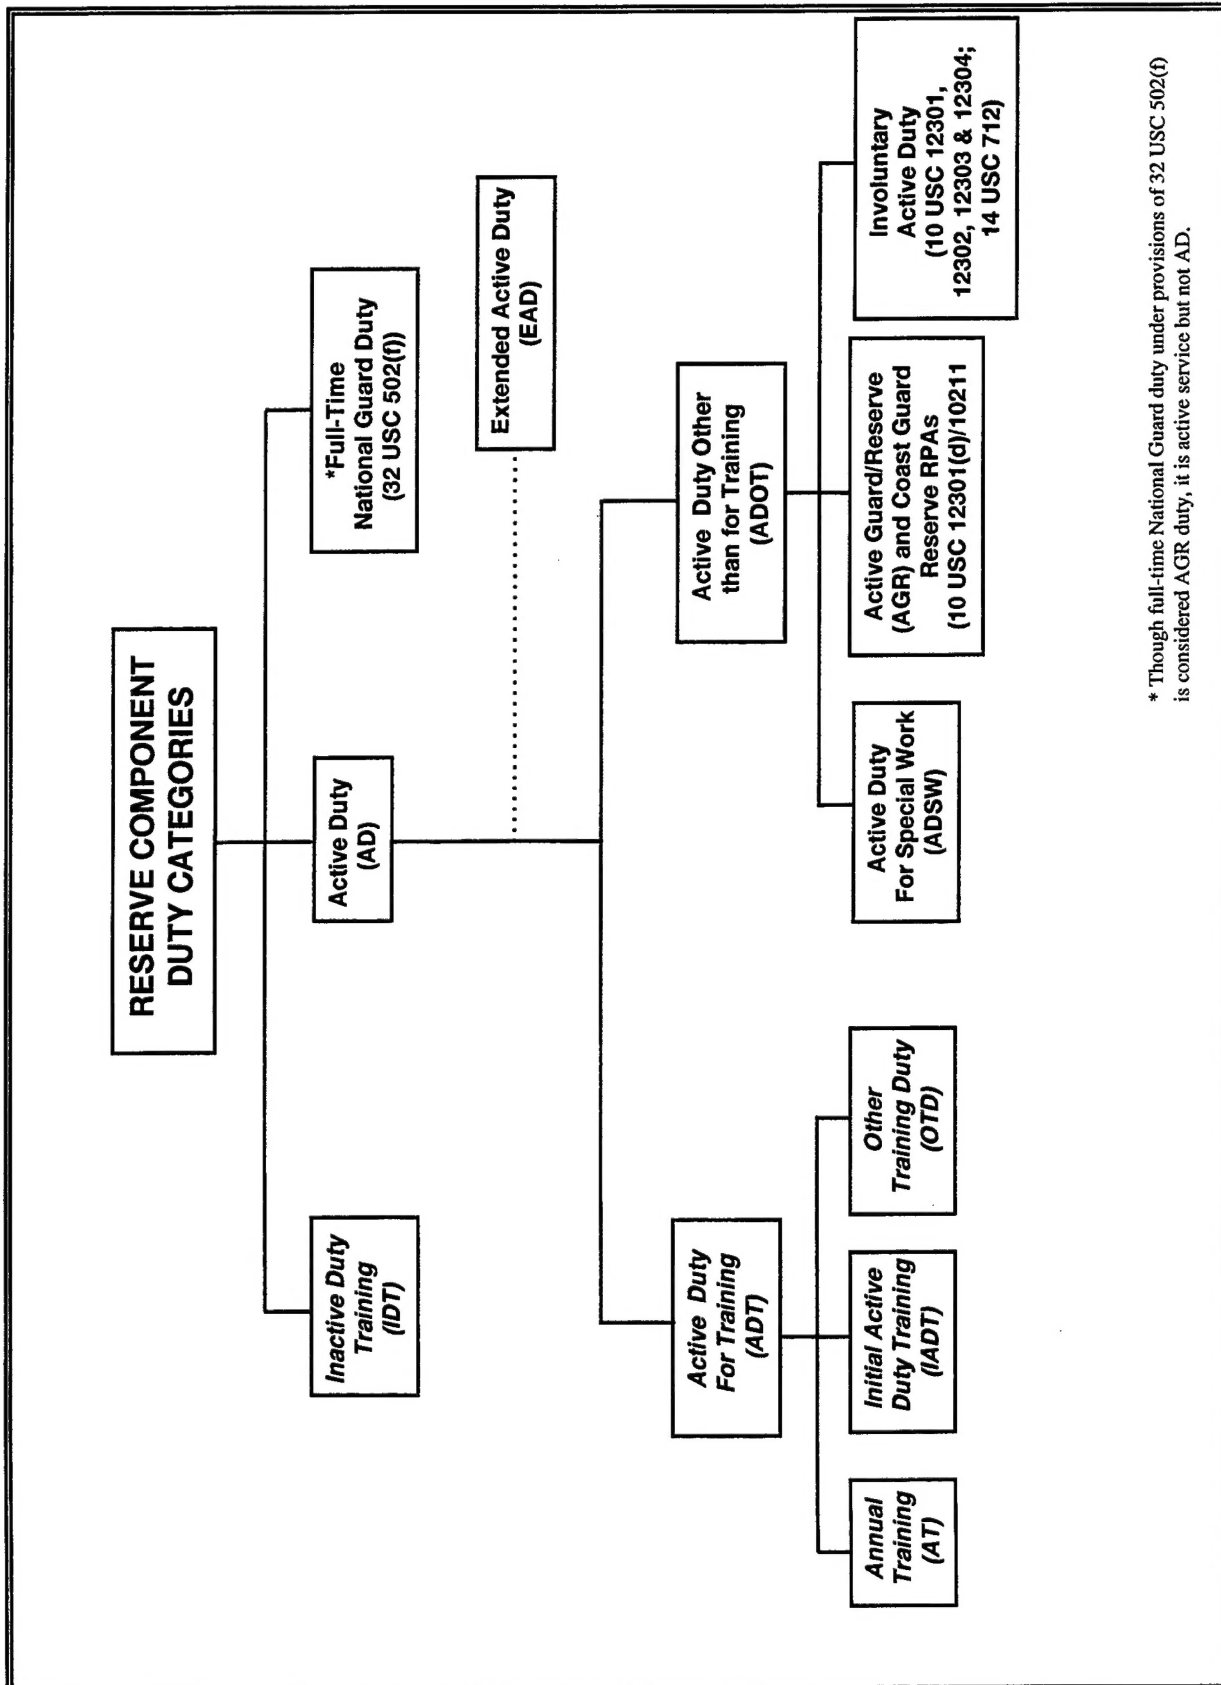 RESERVE COMPONENT
DUTY CATEGORIES
Inactive Duty
Training
(IDT)
Active Duty
(AD)
*Full-Time
National Guard Duty
(32 USC 502(f))
Extended Active Duty
(EAD)
Active Duty
For Training
(ADT)
Active Duty Other
than for Training
(ADOT)
Annual
Training
(AT)
Initial Active
Duty Training
(IADT)
Other
Training Duty
(OTD)
Active Duty
For Special Work
(ADSW)
Active Guard/Reserve
(AGR) and Coast Guard
Reserve RPAs
(10 USC 12301(d)/10211
Involuntary
Active Duty
(10 USC 12301,
12302, 12303 & 12304;
14 USC 712)
* Though full-time National Guard duty under provisions of 32 USC 502(f)
is considered AGR duty, it is active service but not AD.